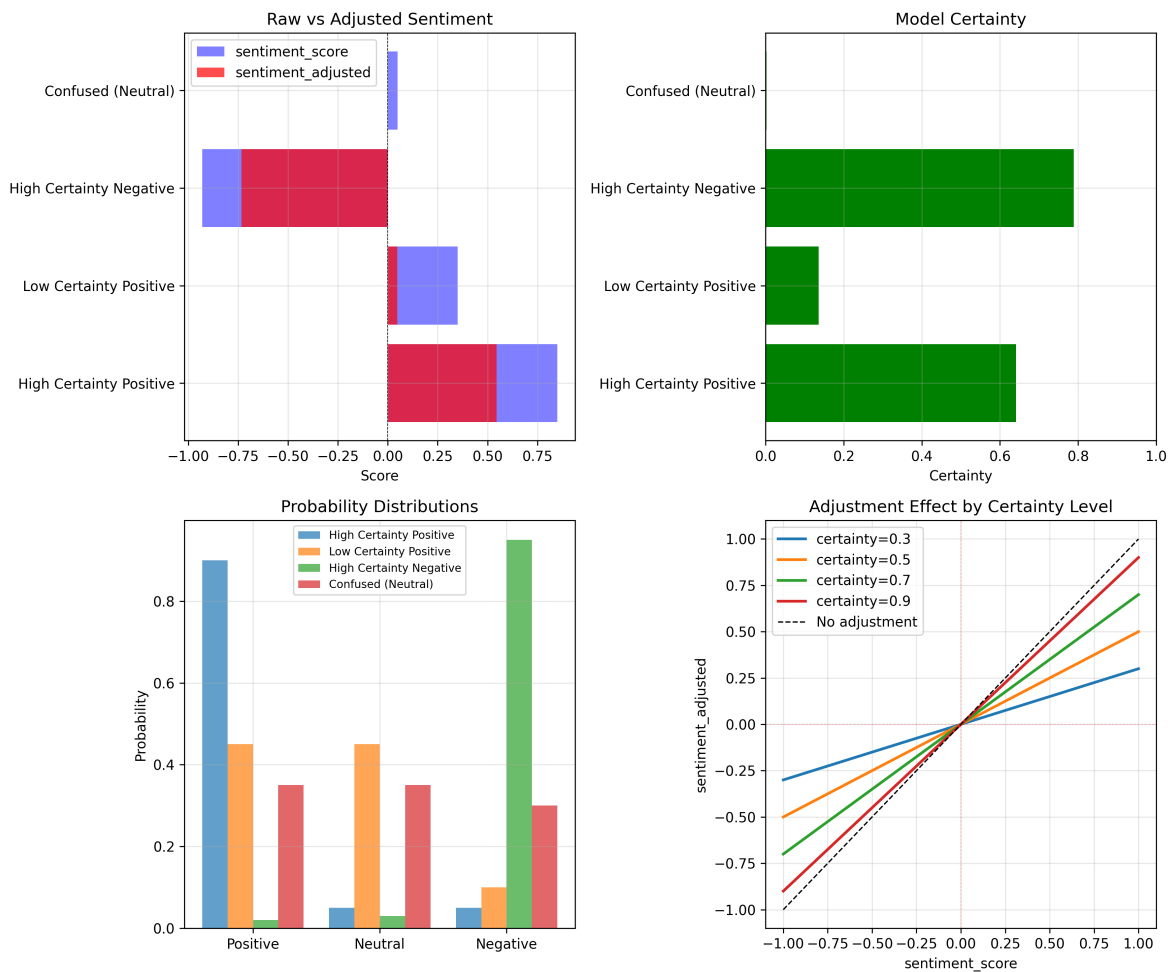 Raw vs Adjusted Sentiment
sentiment_score
sentiment_adjusted
Confused (Neutral)
High Certainty Negative
Low Certainty Positive
High Certainty Positive
−1.00 −0.75 −0.50 −0.25 0.00 0.25 0.50 0.75
Score
Model Certainty
Confused (Neutral)
High Certainty Negative
Low Certainty Positive
High Certainty Positive
0.0 0.2 0.4 0.6 0.8 1.0
Certainty
Probability Distributions
High Certainty Positive
Low Certainty Positive
High Certainty Negative
Confused (Neutral)
Probability
0.8
0.6
0.4
0.2
0.0
Positive Neutral Negative
Adjustment Effect by Certainty Level
certainty=0.3
certainty=0.5
certainty=0.7
certainty=0.9
No adjustment
sentiment_adjusted
1.00
0.75
0.50
0.25
0.00
−0.25
−0.50
−0.75
−1.00
−1.00 −0.75 −0.50 −0.25 0.00 0.25 0.50 0.75 1.00
sentiment_score